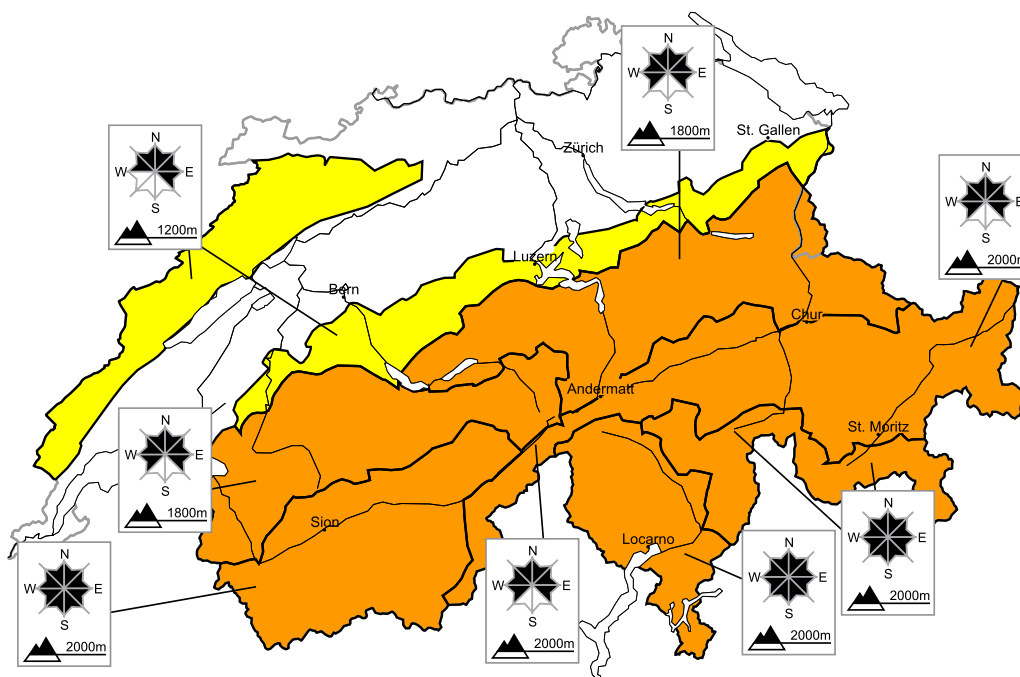 N
W E
S
1800m
St. Gallen
Zürich
N
W E
S
1200m
N
W E
S
2000m
Luzern
Bern
Chur
Andermatt
St. Moritz
N
W E
S
1800m
Sion
Locarno
N
W E
S
2000m
N
W E
S
2000m
N
W E
S
2000m
N
W E
S
2000m